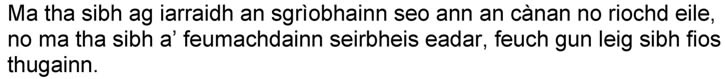 Ma tha sibh ag iarraidh an sgrìobhainn seo ann an cànan no riochd eile,
no ma tha sibh a' feumachdainn seirbheis eadar, feuch gun leig sibh fios
thugainn.